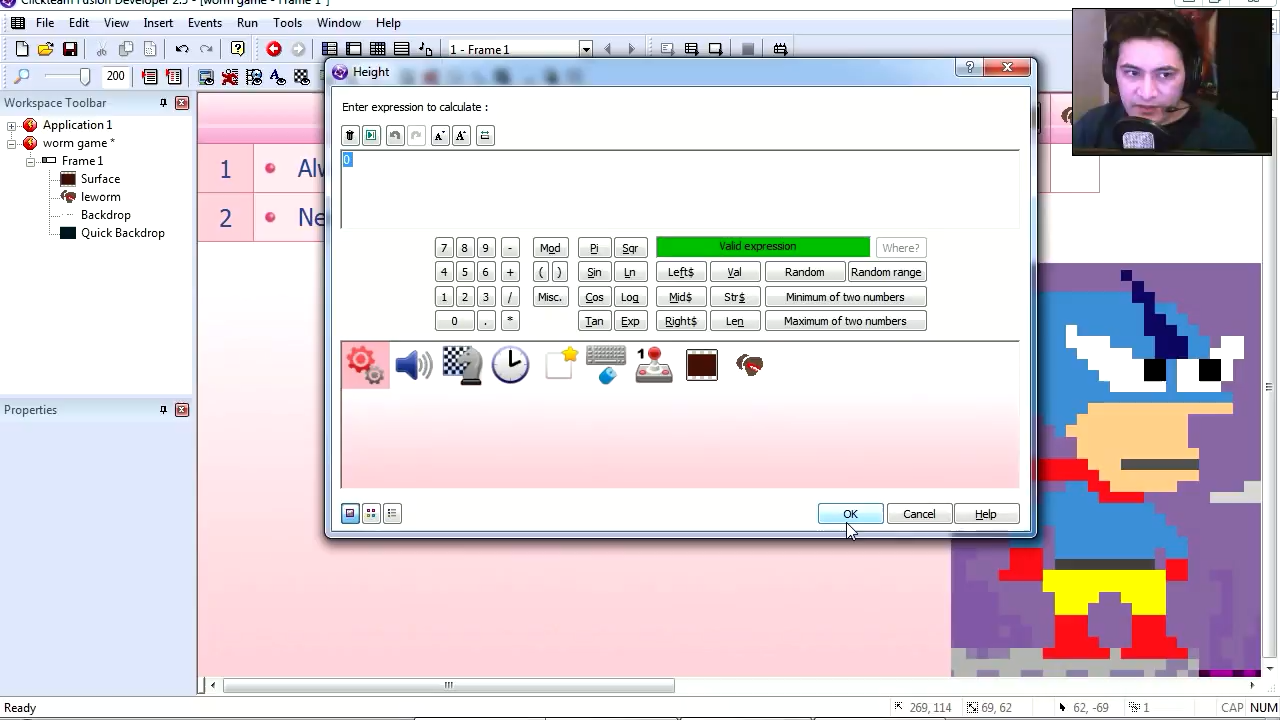 Clickteam Fusion Developer 2.5 - [worm game - Frame 1 ]
File Edit View Insert Events Run Tools Window Help
1 - Frame 1
200
Workspace Toolbar
Application 1
worm game *
Frame 1
Surface
leworm
Backdrop
Quick Backdrop
Properties
1
2
Height
Enter expression to calculate :
0
7 8 9 - Mod Pi Sqr Valid expression Where?
4 5 6 + ( ) Sin Ln Left$ Val Random Random range
2 3 / Misc. Cos Log Mid$ Str$ Minimum of two numbers
0 . * Tan Exp Right$ Len Maximum of two numbers
OK Cancel Help
Ready 269, 114 69, 62 62, -69 1 CAP NUM